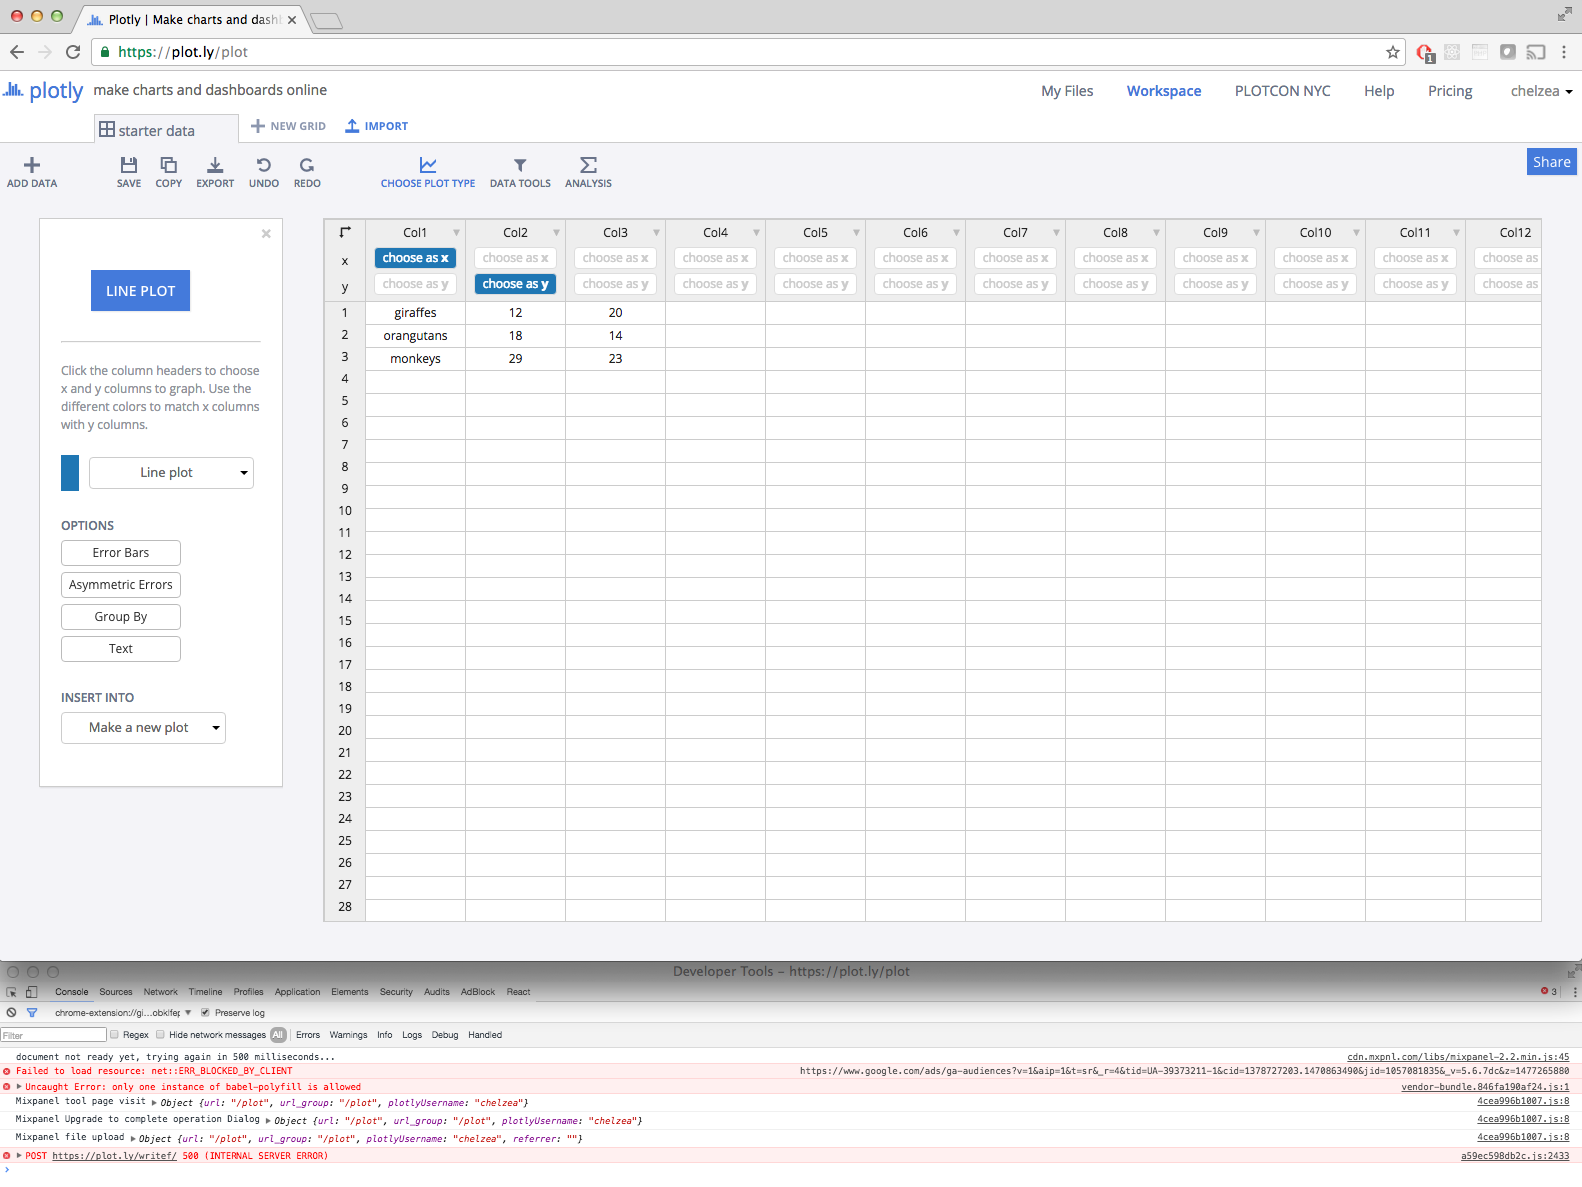 Plotly | Make charts and dash
https://plot.ly/plot
1
plotly make charts and dashboards online
My Files Workspace PLOTCON NYC Help Pricing chelzea
starter data NEW GRID IMPORT
ADD DATA SAVE COPY EXPORT UNDO REDO CHOOSE PLOT TYPE DATA TOOLS ANALYSIS Share
LINE PLOT
Click the column headers to choose
x and y columns to graph. Use the
different colors to match x columns
with y columns.
Line plot
OPTIONS
Error Bars
Asymmetric Errors
Group By
Text
INSERT INTO
Make a new plot
Col1 Col2 Col3 Col4 Col5 Col6 Col7 Col8 Col9 Col10 Col11 Col12
x choose as x choose as x choose as x choose as x choose as x choose as x choose as x choose as x choose as x choose as x choose as x choose as
y choose as y choose as y choose as y choose as y choose as y choose as y choose as y choose as y choose as y choose as y choose as y choose as
1 giraffes 12 20
2 orangutans 18 14
3 monkeys 29 23
4
5
6
7
8
9
10
11
12
13
14
15
16
17
18
19
20
21
22
23
24
25
26
27
28
Developer Tools – https://plot.ly/plot
Console Sources Network Timeline Profiles Application Elements Security Audits AdBlock React 3
chrome-extension://gi...obklfep Preserve log
Filter Regex Hide network messages All Errors Warnings Info Logs Debug Handled
document not ready yet, trying again in 500 milliseconds... cdn.mxpnl.com/libs/mixpanel-2.2.min.js:45
Failed to load resource: net::ERR_BLOCKED_BY_CLIENT https://www.google.com/ads/ga-audiences?v=1&aip=1&t=sr&_r=4&tid=UA-39373211-1&cid=1378727203.1470863490&jid=1057081835&_v=5.6.7dc&z=1477265880
Uncaught Error: only one instance of babel-polyfill is allowed vendor-bundle.846fa190af24.js:1
Mixpanel tool page visit Object {url: "/plot", url_group: "/plot", plotlyUsername: "chelzea"} 4cea996b1007.js:8
Mixpanel Upgrade to complete operation Dialog Object {url: "/plot", url_group: "/plot", plotlyUsername: "chelzea"} 4cea996b1007.js:8
Mixpanel file upload Object {url: "/plot", url_group: "/plot", plotlyUsername: "chelzea", referrer: ""} 4cea996b1007.js:8
POST https://plot.ly/writef/ 500 (INTERNAL SERVER ERROR) a59ec598db2c.js:2433